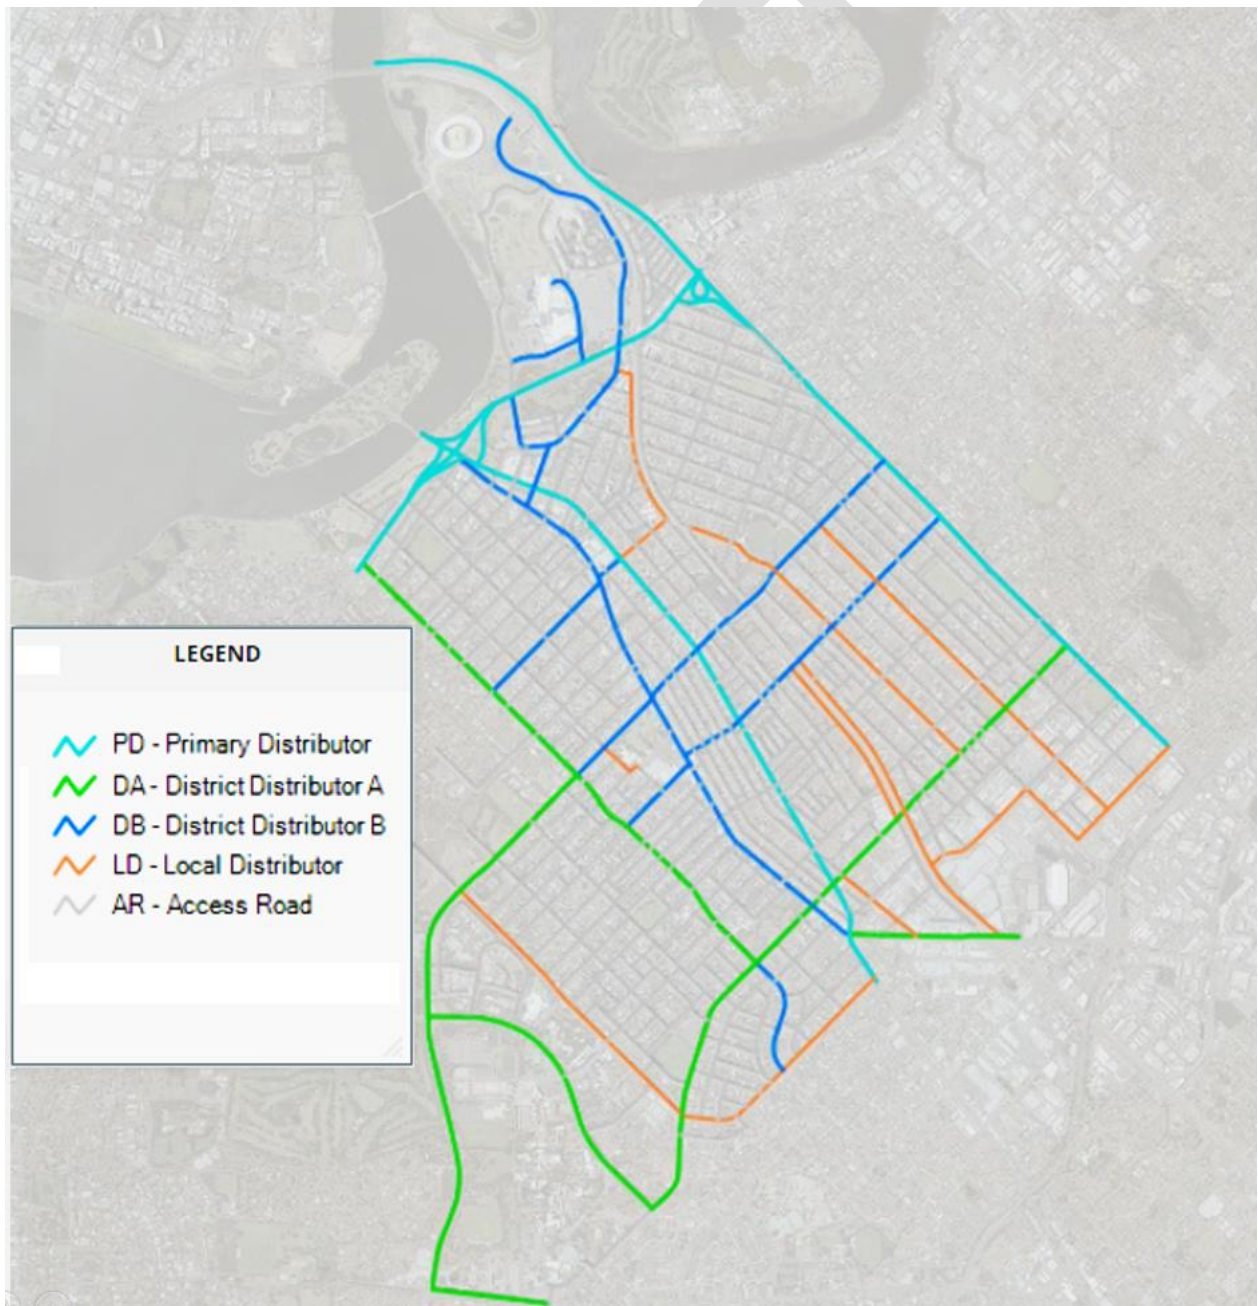 LEGEND
PD - Primary Distributor
DA - District Distributor A
DB - District Distributor B
LD - Local Distributor
AR - Access Road